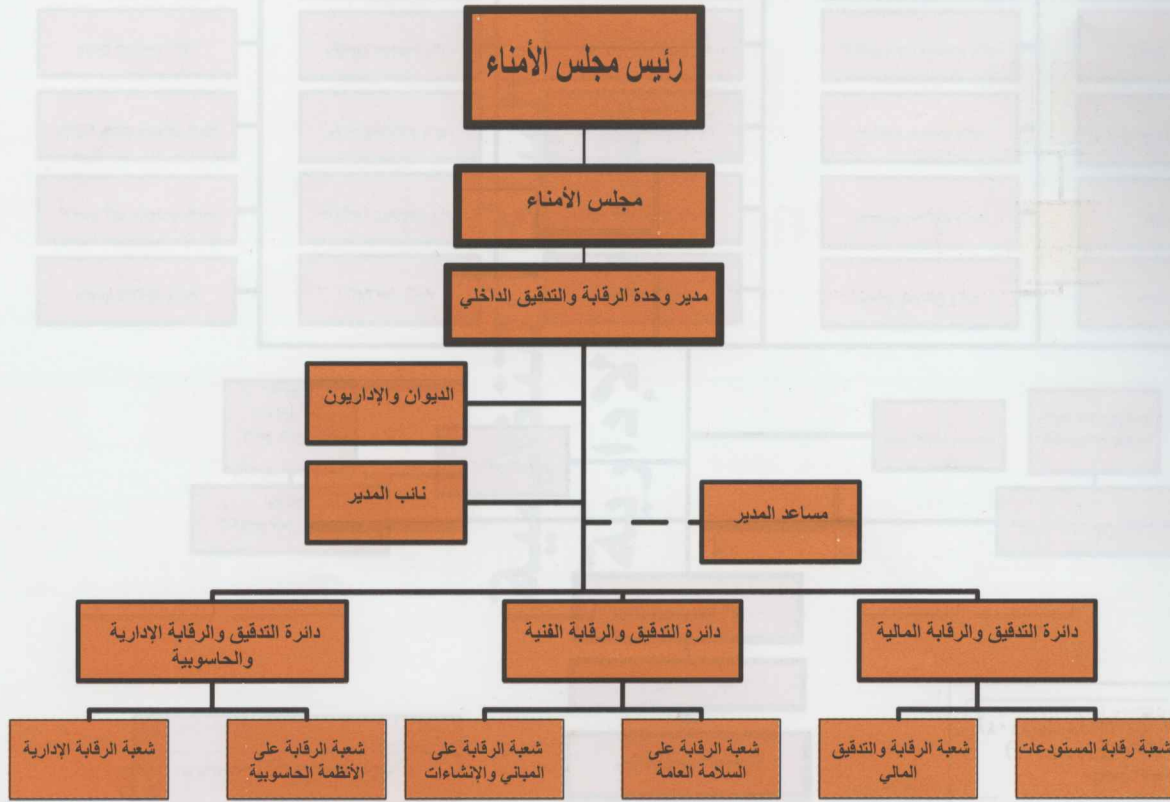 رئيس مجلس الأمناء
مجلس الأمناء
مدير وحدة الرقابة والتدقيق الداخلي
الديوان والإداريون
نائب المدير
مساعد المدير
دائرة التدقيق والرقابة المالية
دائرة التدقيق والرقابة الفنية
دائرة التدقيق والرقابة الإدارية
والحاسوبية
شعبة رقابة المستودعات
شعبة الرقابة والتدقيق
المالي
شعبة الرقابة على
السلامة العامة
شعبة الرقابة على
المباني والإنشاءات
شعبة الرقابة على
الأنظمة الحاسوبية
شعبة الرقابة الإدارية